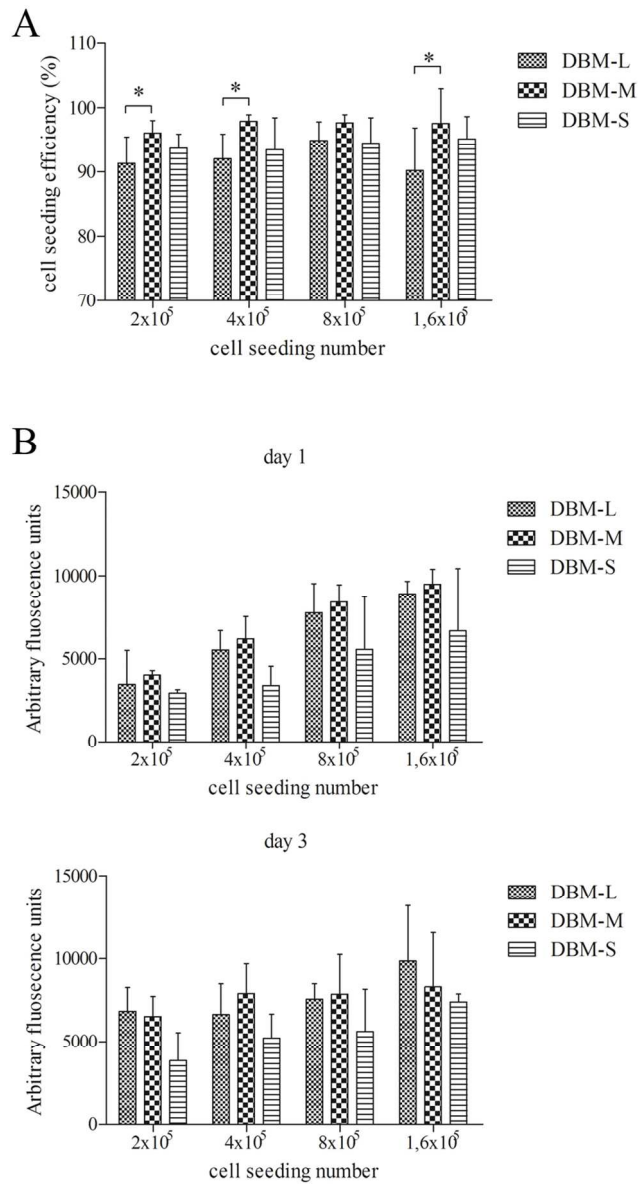 A
cell seeding efficiency (%)
110
100
90
80
70
* * *
2x10⁵ 4x10⁵ 8x10⁵ 1,6x10⁵
cell seeding number
DBM-L
DBM-M
DBM-S
B
day 1
Arbitrary fluosecence units
15000
10000
5000
0
2x10⁵ 4x10⁵ 8x10⁵ 1,6x10⁵
cell seeding number
DBM-L
DBM-M
DBM-S
day 3
Arbitrary fluosecence units
15000
10000
5000
0
2x10⁵ 4x10⁵ 8x10⁵ 1,6x10⁵
cell seeding number
DBM-L
DBM-M
DBM-S